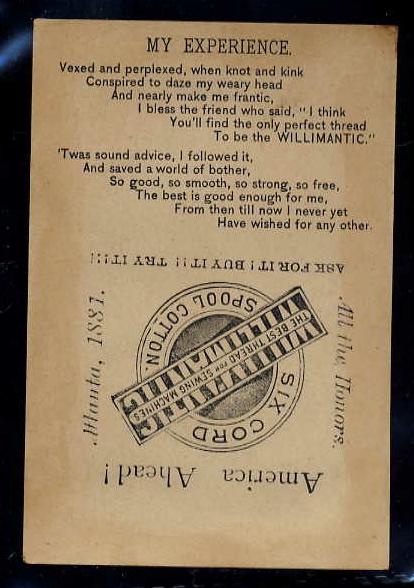 MY EXPERIENCE.
Vexed and perplexed, when knot and kink
Conspired to daze my weary head
And nearly make me frantic,
I bless the friend who said, "I think
You'll find the only perfect thread
To be the WILLIMANTIC."
'Twas sound advice, I followed it,
And saved a world of bother,
So good, so smooth, so strong, so free,
The best is good enough for me,
From then till now I never yet
Have wished for any other.
America Ahead!
SIX CORD
WILLIMANTIC
THE BEST THREAD FOR SEWING MACHINES
WILLIMANTIC
SPOOL COTTON.
All the Honors.
Atlanta, 1881.
ASK FOR IT! BUY IT!! TRY IT!!!